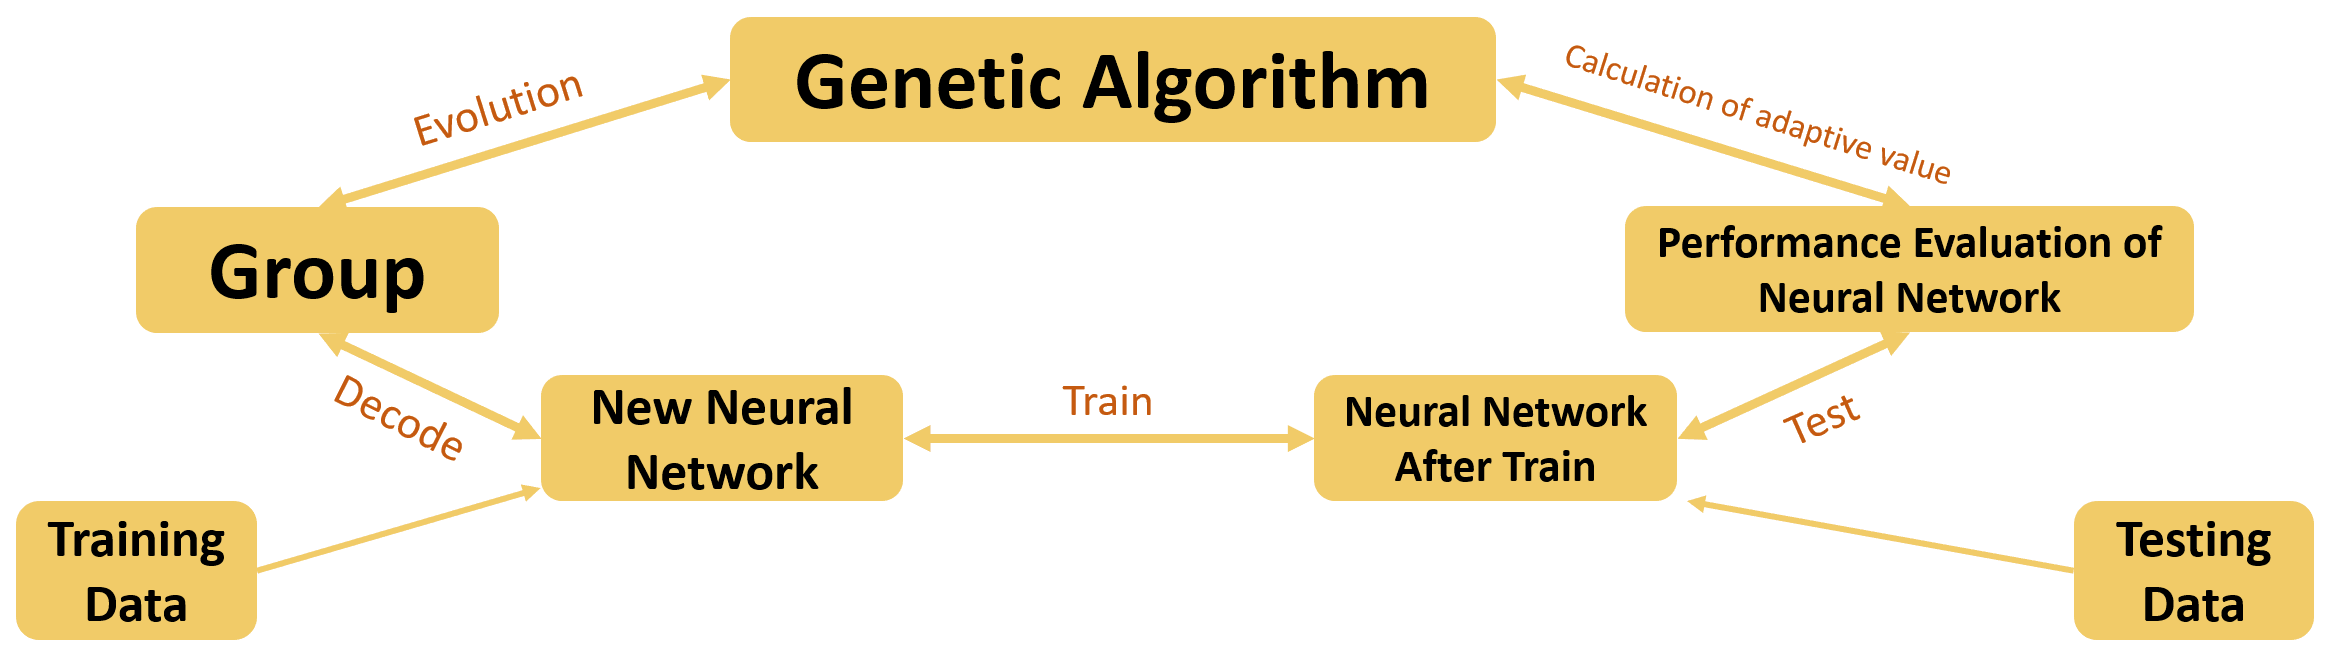 Genetic Algorithm
Evolution
Calculation of adaptive value
Group
Performance Evaluation of
Neural Network
Decode
New Neural
Network
Train
Neural Network
After Train
Test
Training
Data
Testing
Data